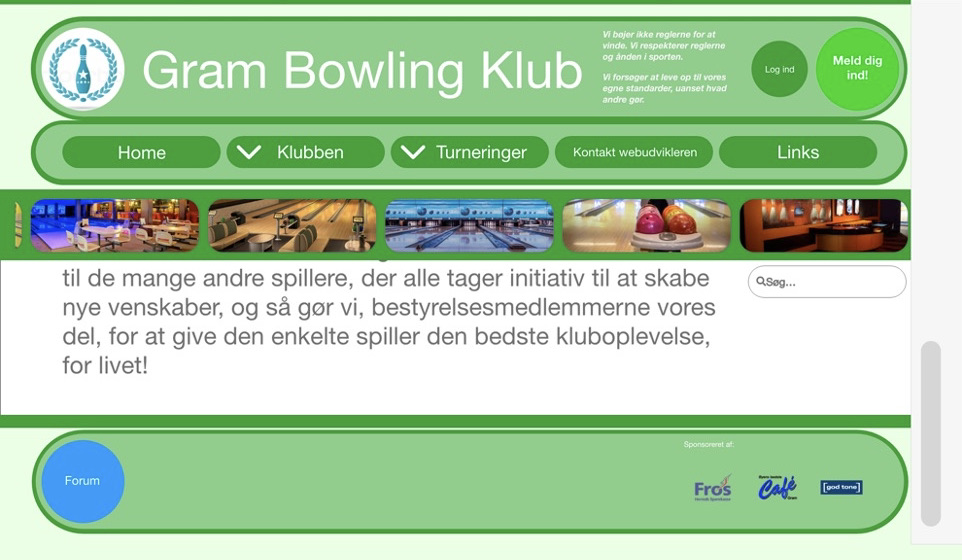 Gram Bowling Klub
Vi bøjer ikke reglerne for at
vinde. Vi respekterer reglerne
og ånden i sporten.
Vi forsøger at leve op til vores
egne standarder, uanset hvad
andre gør.
Log ind
Meld dig
ind!
Home
Klubben
Turneringer
Kontakt webudvikleren
Links
til de mange andre spillere, der alle tager initiativ til at skabe
nye venskaber, og så gør vi, bestyrelsesmedlemmerne vores
del, for at give den enkelte spiller den bedste kluboplevelse,
for livet!
Søg...
Forum
Sponsoreret af:
Frøs
Herreds Sparekasse
Café
Gram
[god tone]